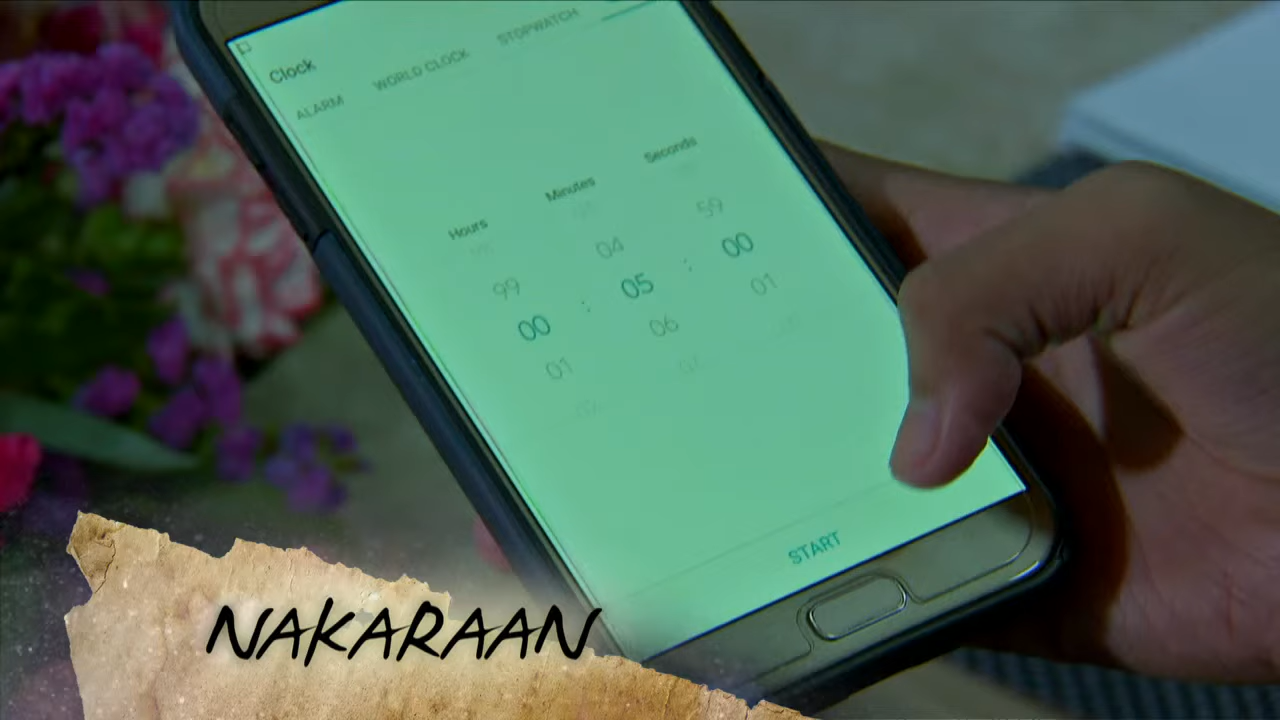 Clock
ALARM WORLD CLOCK STOPWATCH
Hours Minutes Seconds
99 04 59
00 : 05 : 00
01 06 01
START
NAKARAAN